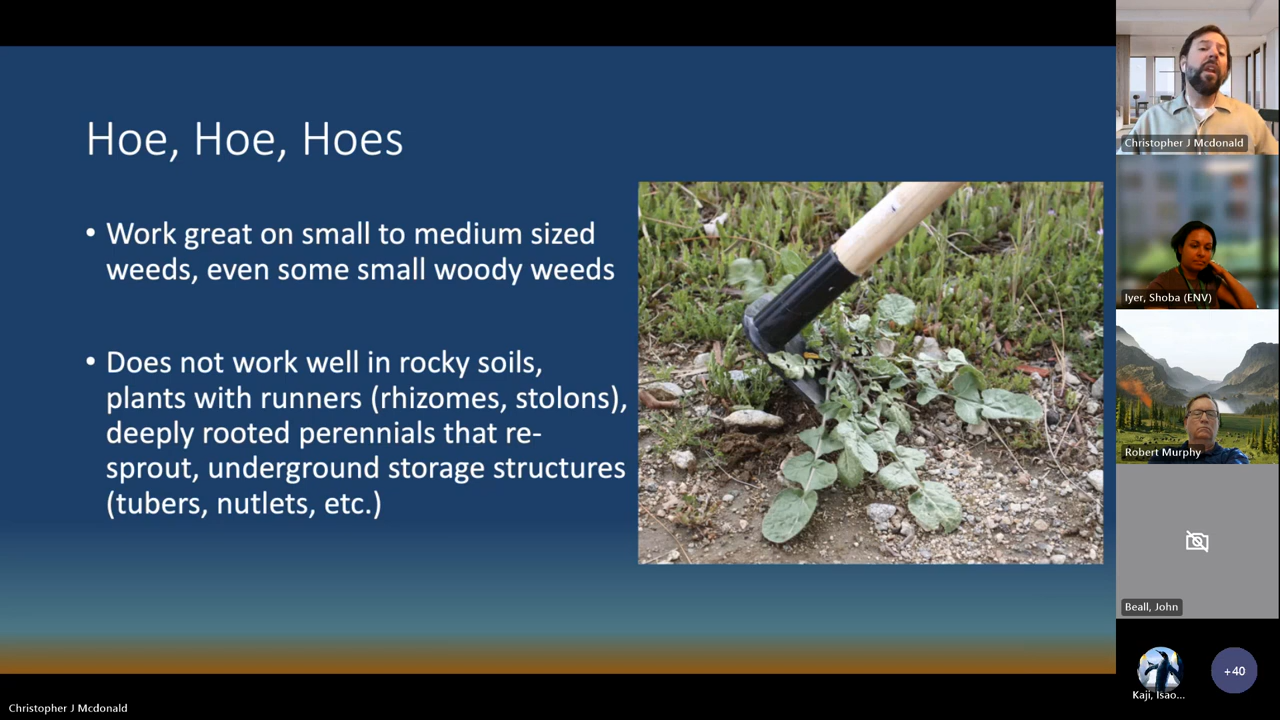 Hoe, Hoe, Hoes
• Work great on small to medium sized
weeds, even some small woody weeds
• Does not work well in rocky soils,
plants with runners (rhizomes, stolons),
deeply rooted perennials that re-
sprout, underground storage structures
(tubers, nutlets, etc.)
Christopher J Mcdonald
Iyer, Shoba (ENV)
Robert Murphy
Beall, John
Kaji, Isao...
+40
Christopher J Mcdonald